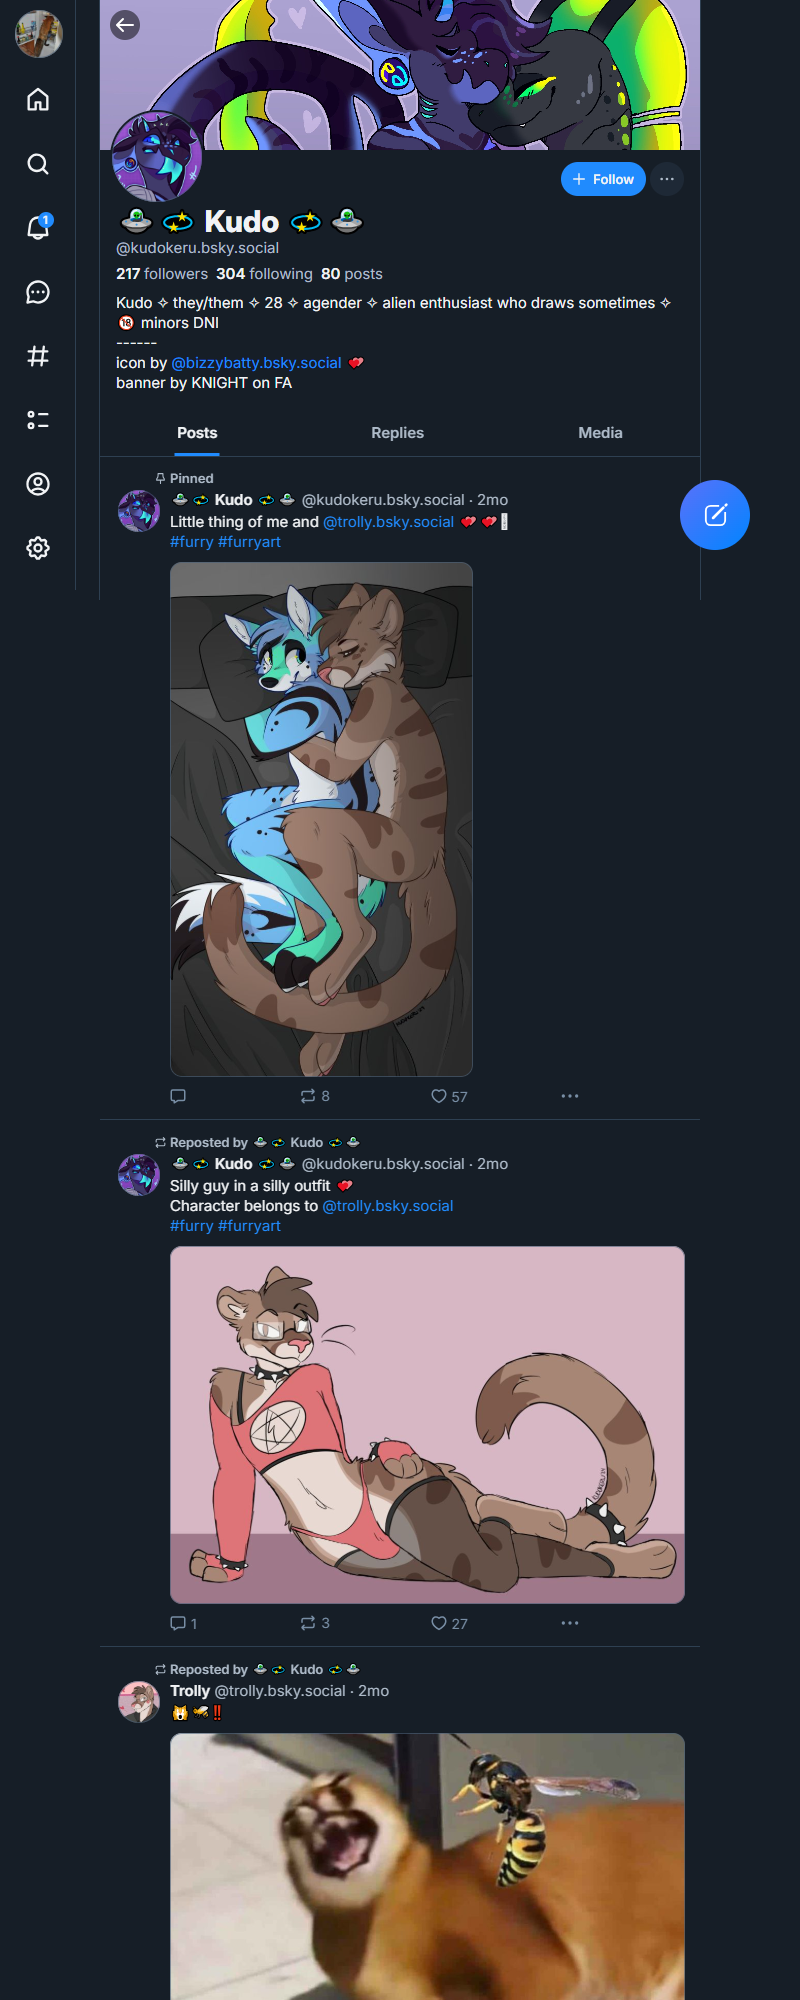 1
Follow
Kudo
@kudokeru.bsky.social
217 followers 304 following 80 posts
Kudo ✧ they/them ✧ 28 ✧ agender ✧ alien enthusiast who draws sometimes ✧
🔞 minors DNI
------
icon by @bizzybatty.bsky.social 💕
banner by KNIGHT on FA
Posts Replies Media
Pinned
🛸 💫 Kudo 💫 🛸 @kudokeru.bsky.social · 2mo
Little thing of me and @trolly.bsky.social 💕 💕
#furry #furryart
8 57
Reposted by 🛸 💫 Kudo 💫 🛸
🛸 💫 Kudo 💫 🛸 @kudokeru.bsky.social · 2mo
Silly guy in a silly outfit 💕
Character belongs to @trolly.bsky.social
#furry #furryart
1 3 27
Reposted by 🛸 💫 Kudo 💫 🛸
Trolly @trolly.bsky.social · 2mo
🙀 🐝 ‼️